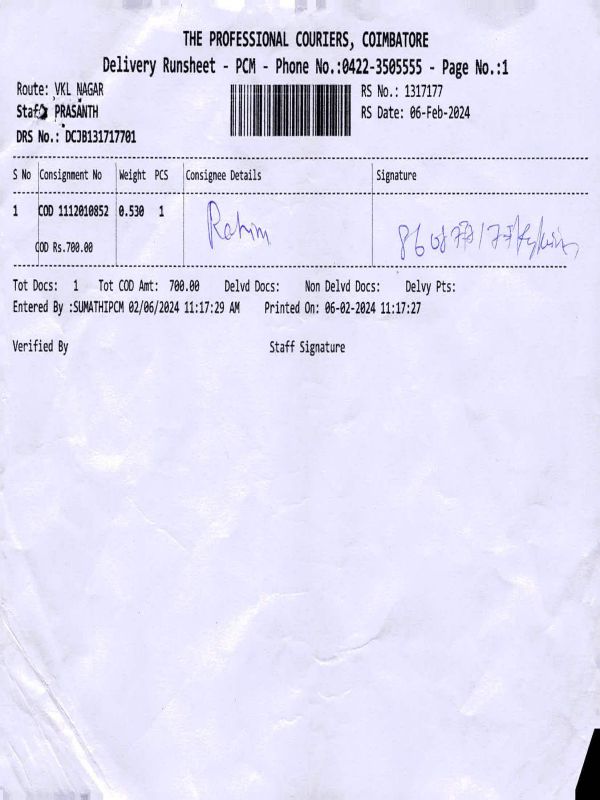 THE PROFESSIONAL COURIERS, COIMBATORE
Delivery Runsheet - PCM - Phone No.:0422-3505555 - Page No.:1
Route: VKL NAGAR RS No.: 1317177
Staff: PRASANTH RS Date: 06-Feb-2024
DRS No.: DCJB131717701
S No Consignment No Weight PCS Consignee Details Signature
1 COD 1112010852 0.530 1 Rahim
COD Rs.700.00
Tot Docs: 1 Tot COD Amt: 700.00 Delvd Docs: Non Delvd Docs: Delvy Pts:
Entered By :SUMATHIPCM 02/06/2024 11:17:29 AM Printed On: 06-02-2024 11:17:27
Verified By Staff Signature